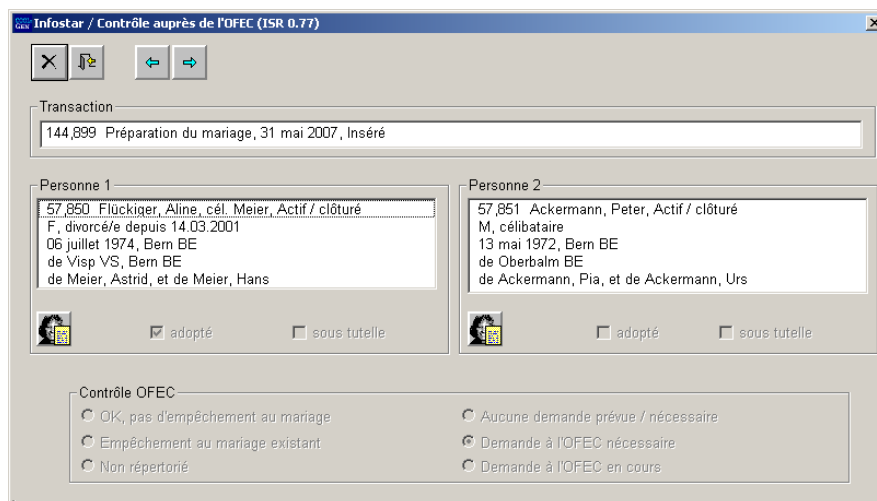 Infostar / Contrôle auprès de l'OFEC (ISR 0.77)
Transaction
144,899 Préparation du mariage, 31 mai 2007, Inséré
Personne 1
57,850 Flückiger, Aline, cél. Meier, Actif / clôturé
F, divorcé/e depuis 14.03.2001
06 juillet 1974, Bern BE
de Visp VS, Bern BE
de Meier, Astrid, et de Meier, Hans
adopté
sous tutelle
Personne 2
57,851 Ackermann, Peter, Actif / clôturé
M, célibataire
13 mai 1972, Bern BE
de Oberbalm BE
de Ackermann, Pia, et de Ackermann, Urs
adopté
sous tutelle
Contrôle OFEC
OK, pas d'empêchement au mariage
Empêchement au mariage existant
Non répertorié
Aucune demande prévue / nécessaire
Demande à l'OFEC nécessaire
Demande à l'OFEC en cours